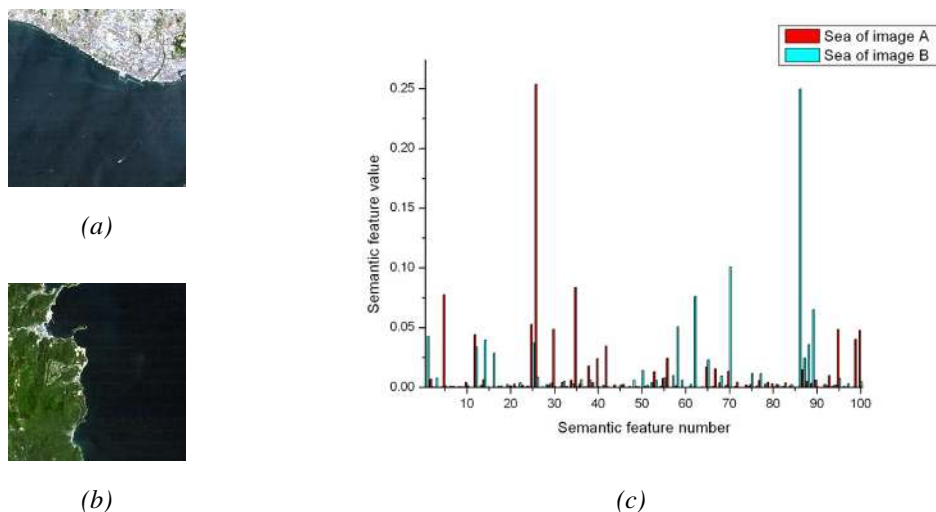 (a)
(b)
Sea of image A
Sea of image B
Semantic feature value
0.25
0.20
0.15
0.10
0.05
0.00
10 20 30 40 50 60 70 80 90 100
Semantic feature number
(c)